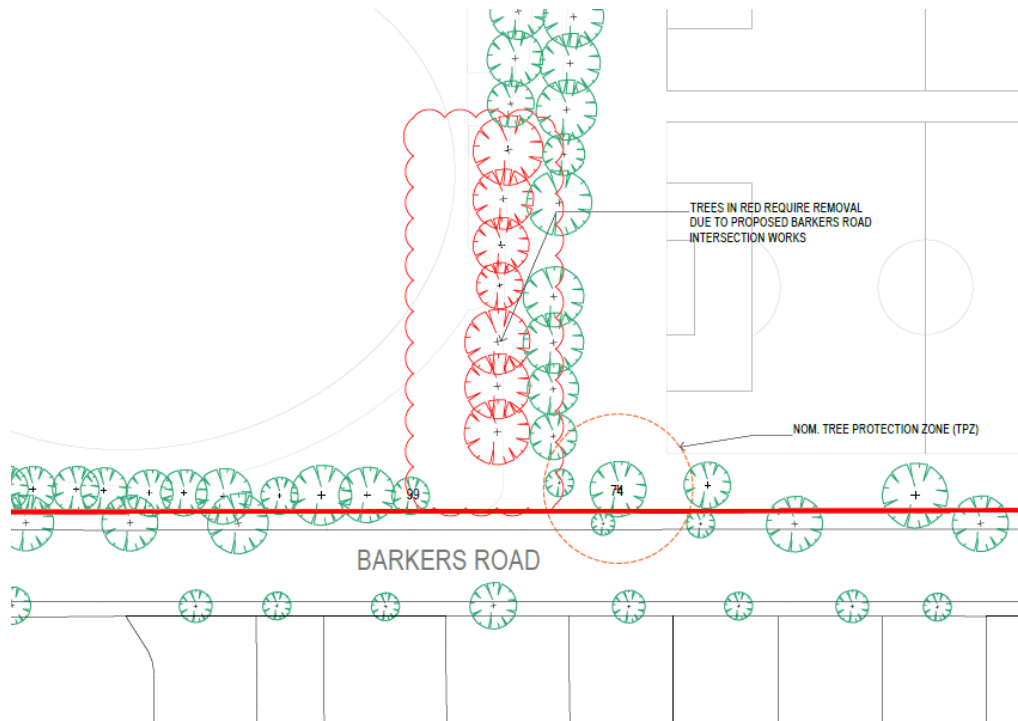 TREES IN RED REQUIRE REMOVAL
DUE TO PROPOSED BARKERS ROAD
INTERSECTION WORKS
NOM. TREE PROTECTION ZONE (TPZ)
99
74
BARKERS ROAD